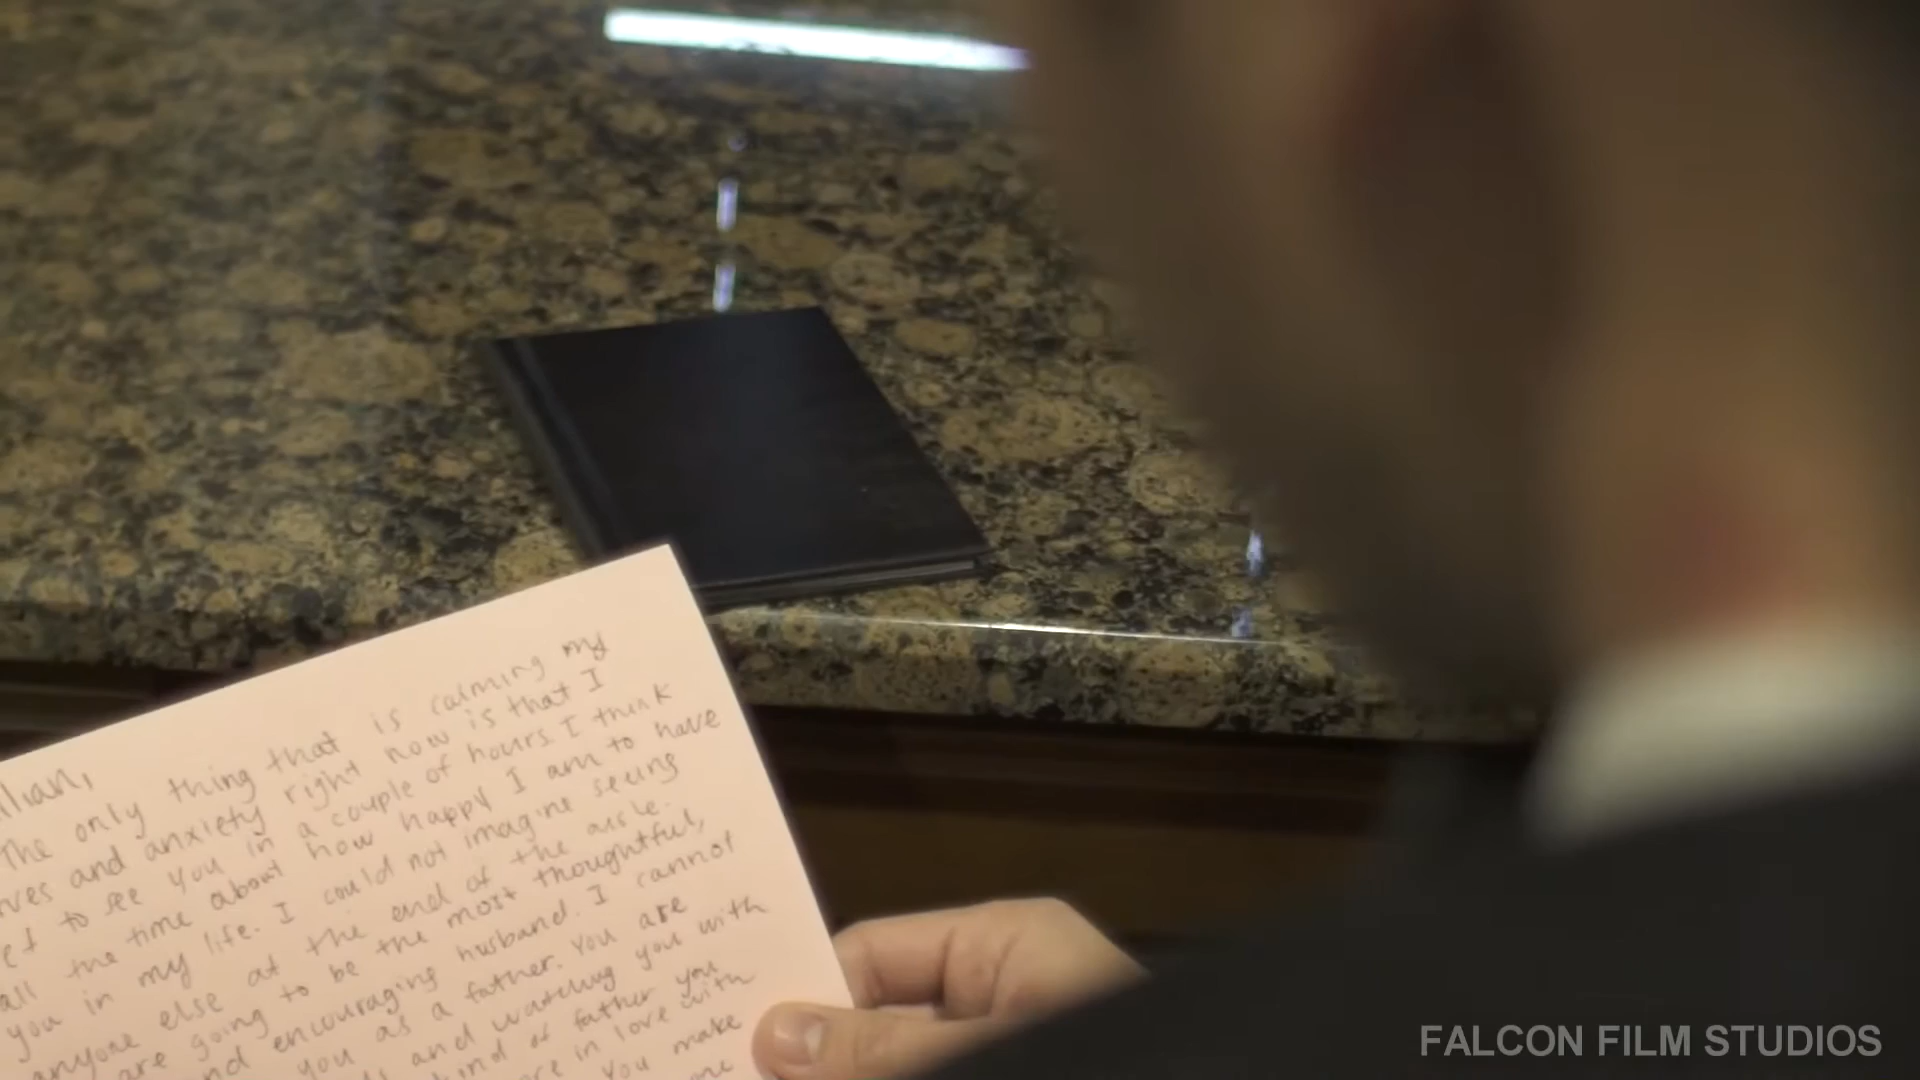 The only thing that is calming my
and anxiety right now is that I
to see you in a couple of hours. I think
all the time about how happy I am to have
you in my life. I could not imagine seeing
anyone else at the end of the aisle.
are going to be the most thoughtful,
and encouraging husband. I cannot
you as a father. You are
and watching you with
of father you
in love with
You make
FALCON FILM STUDIOS